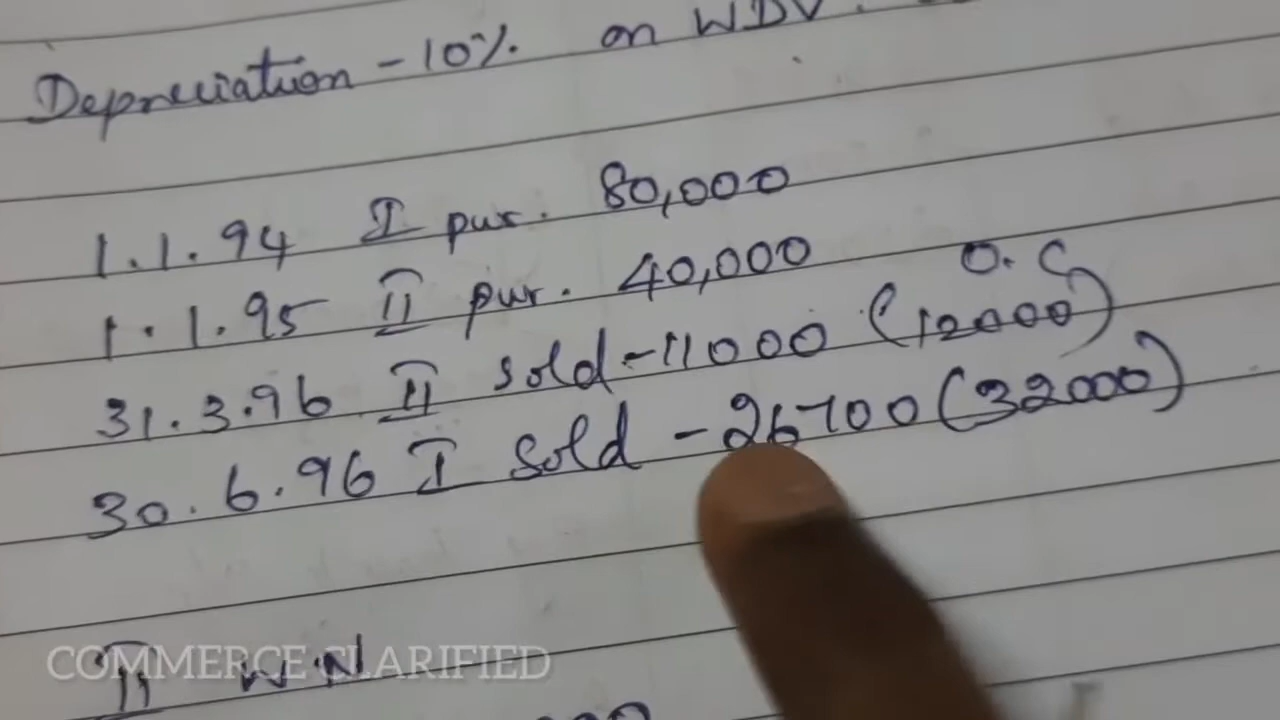 Depreciation - 10% on WDV.
1.1.94 I pur. 80,000
1.1.95 II pur. 40,000 O.C
31.3.96 II sold - 11000 (12000)
30.6.96 I sold - 26700 (32000)
II W N
COMMERCE CLARIFIED